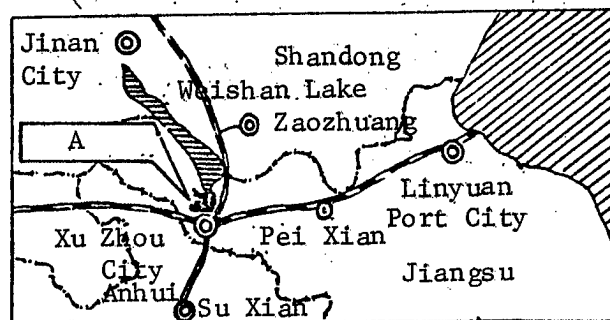 Jinan
City
Shandong
Weishan Lake
A
Zaozhuang
Linyuan
Port City
Xu Zhou
City
Pei Xian
Jiangsu
Anhui
Su Xian